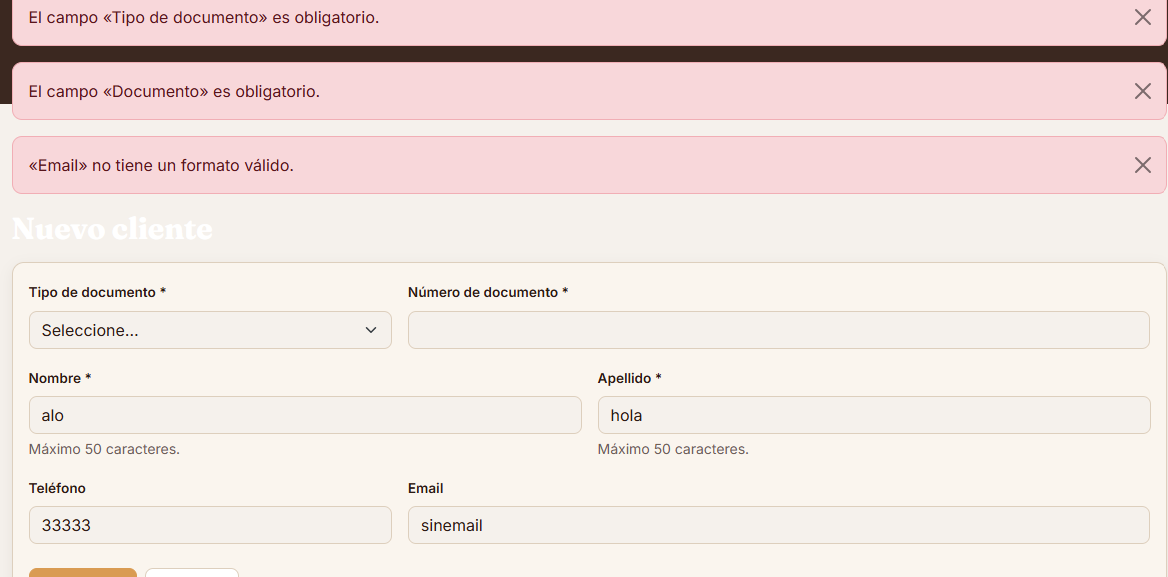 El campo «Tipo de documento» es obligatorio.
El campo «Documento» es obligatorio.
«Email» no tiene un formato válido.
Nuevo cliente
Tipo de documento * Número de documento *
Seleccione...
Nombre * Apellido *
alo hola
Máximo 50 caracteres. Máximo 50 caracteres.
Teléfono Email
33333 sinemail